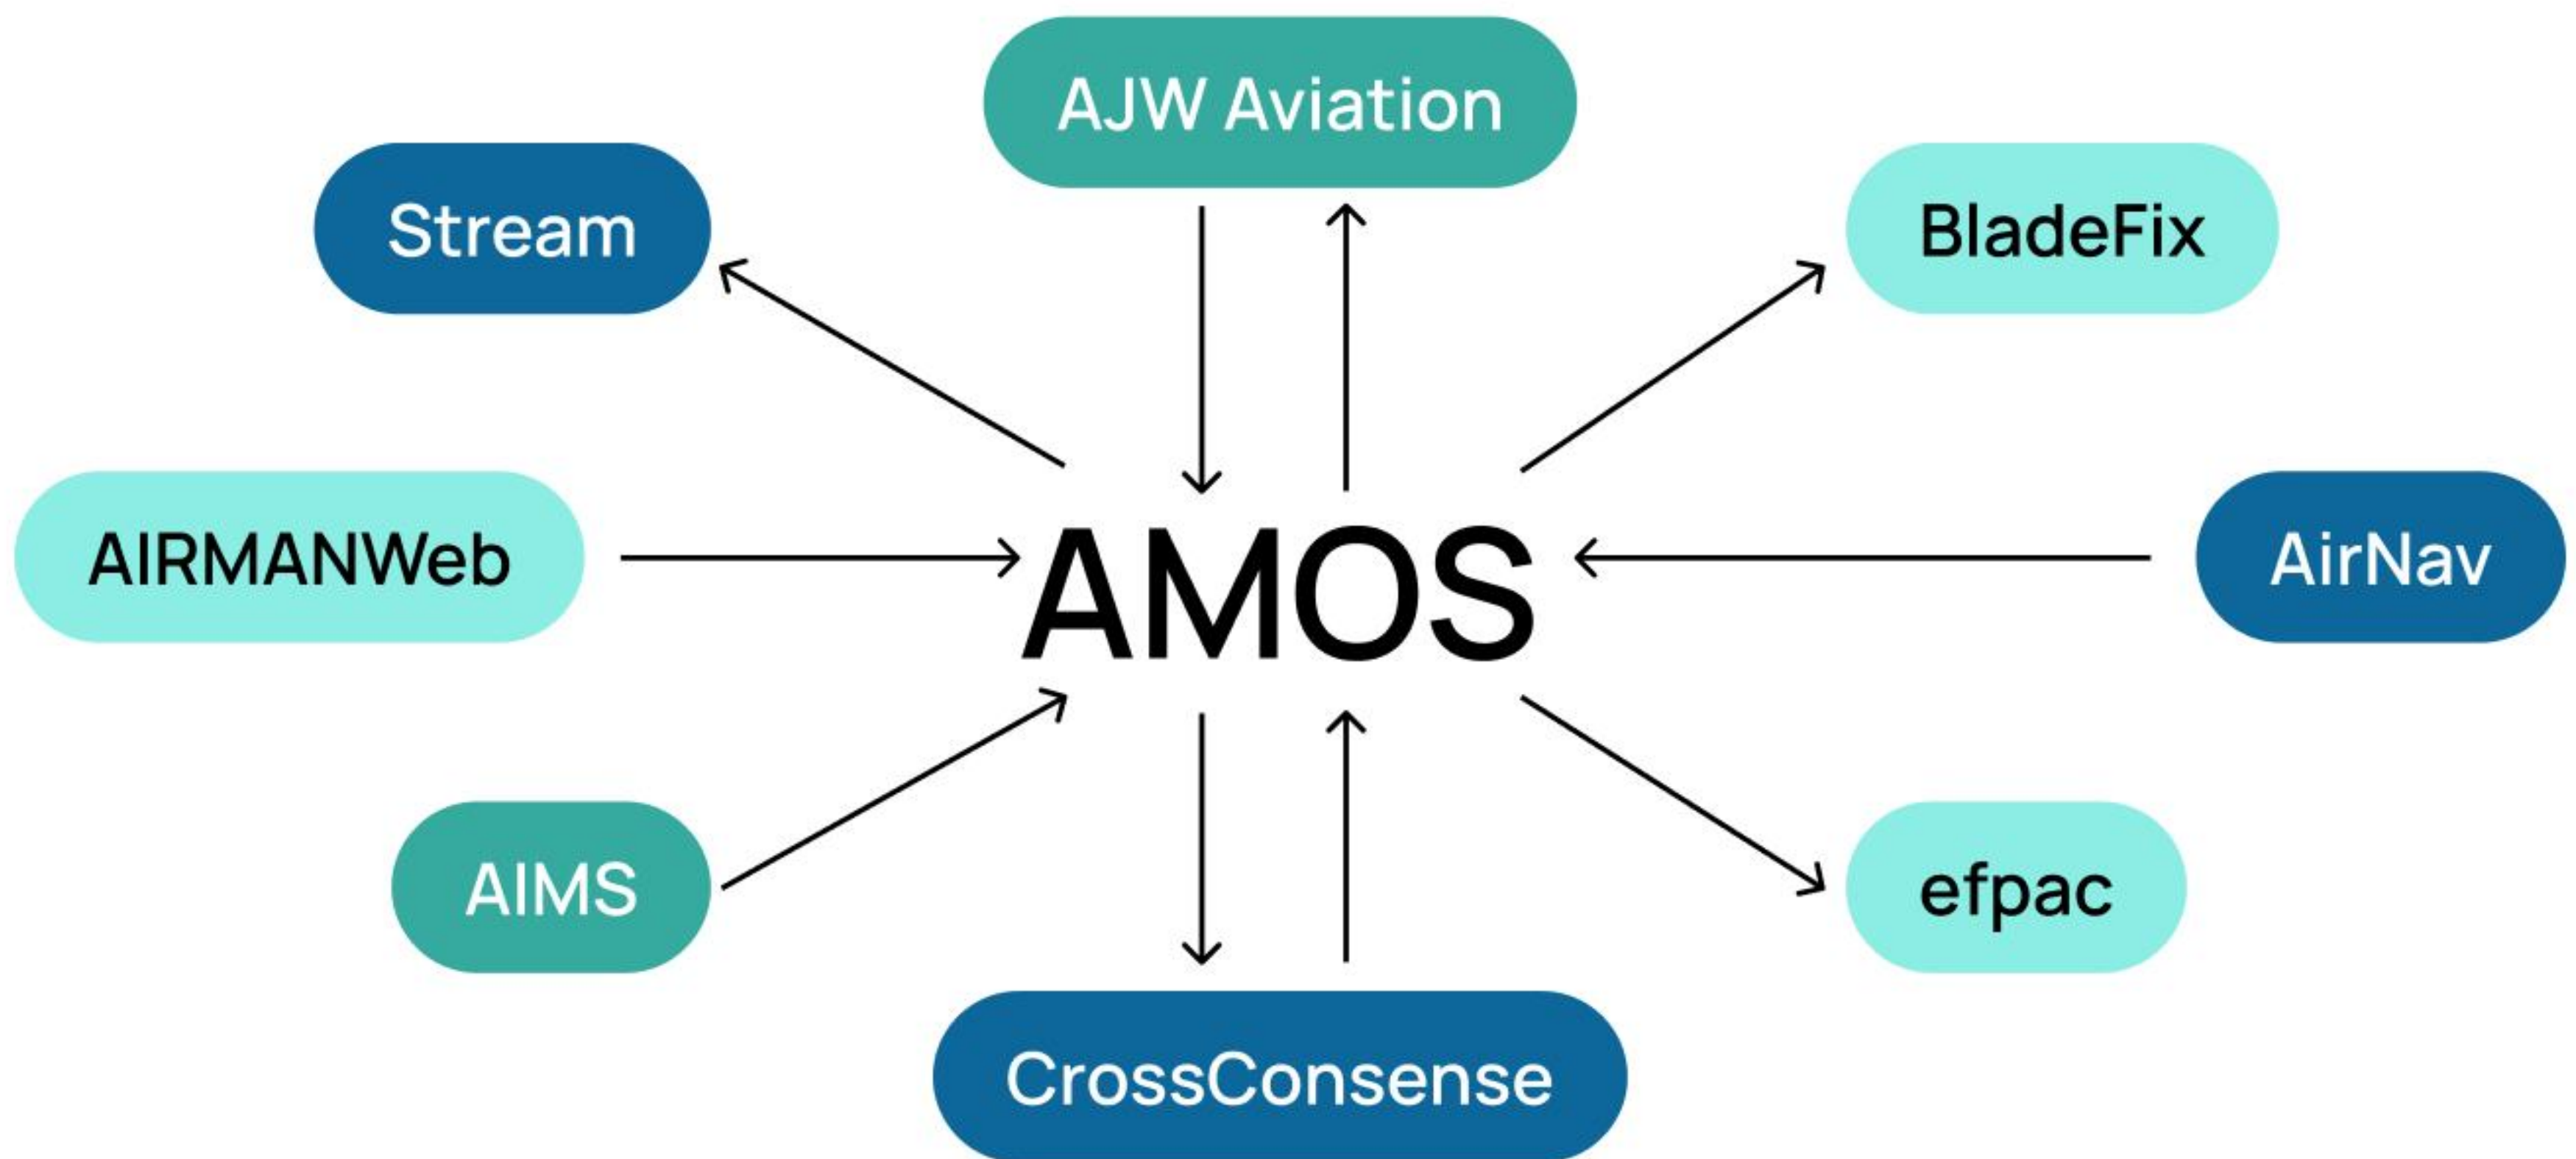 AJW Aviation
Stream
BladeFix
AIRMANWeb
AMOS
AirNav
AIMS
efpac
CrossConsense